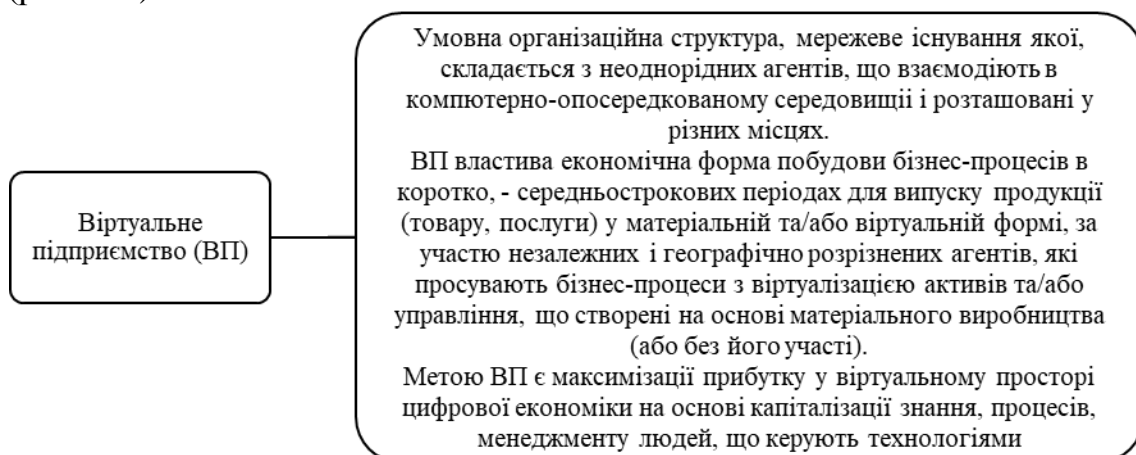 Умовна організаційна структура, мережеве існування якої,
складається з неоднорідних агентів, що взаємодіють в
компютерно-опосередкованому середовищіі і розташовані у
різних місцях.
ВП властива економічна форма побудови бізнес-процесів в
коротко, - середньострокових періодах для випуску продукції
(товару, послуги) у матеріальній та/або віртуальній формі, за
участю незалежних і географічно розрізнених агентів, які
просувають бізнес-процеси з віртуалізацією активів та/або
управління, що створені на основі матеріального виробництва
(або без його участі).
Метою ВП є максимізації прибутку у віртуальному просторі
цифрової економіки на основі капіталізації знання, процесів,
менеджменту людей, що керують технологіями
Віртуальне
підприємство (ВП)